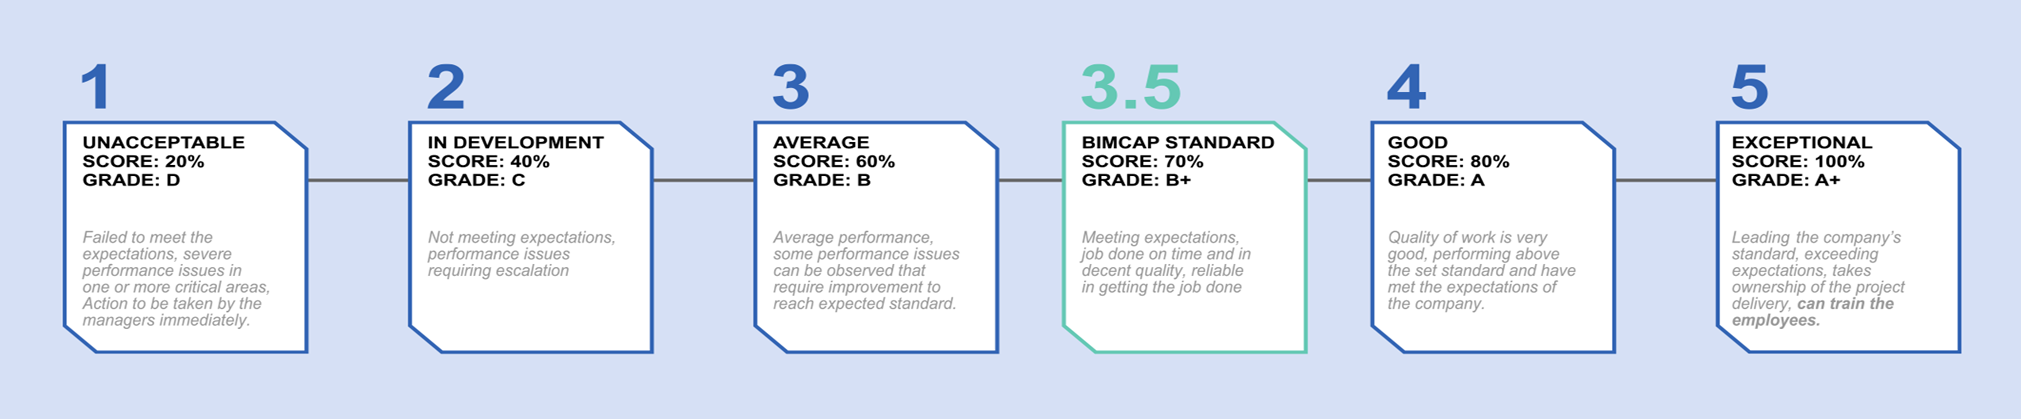 1
UNACCEPTABLE
SCORE: 20%
GRADE: D
Failed to meet the
expectations, severe
performance issues in
one or more critical areas,
Action to be taken by the
managers immediately.
2
IN DEVELOPMENT
SCORE: 40%
GRADE: C
Not meeting expectations,
performance issues
requiring escalation
3
AVERAGE
SCORE: 60%
GRADE: B
Average performance,
some performance issues
can be observed that
require improvement to
reach expected standard.
3.5
BIMCAP STANDARD
SCORE: 70%
GRADE: B+
Meeting expectations,
job done on time and in
decent quality, reliable
in getting the job done
4
GOOD
SCORE: 80%
GRADE: A
Quality of work is very
good, performing above
the set standard and have
met the expectations of
the company.
5
EXCEPTIONAL
SCORE: 100%
GRADE: A+
Leading the company's
standard, exceeding
expectations, takes
ownership of the project
delivery, can train the
employees.